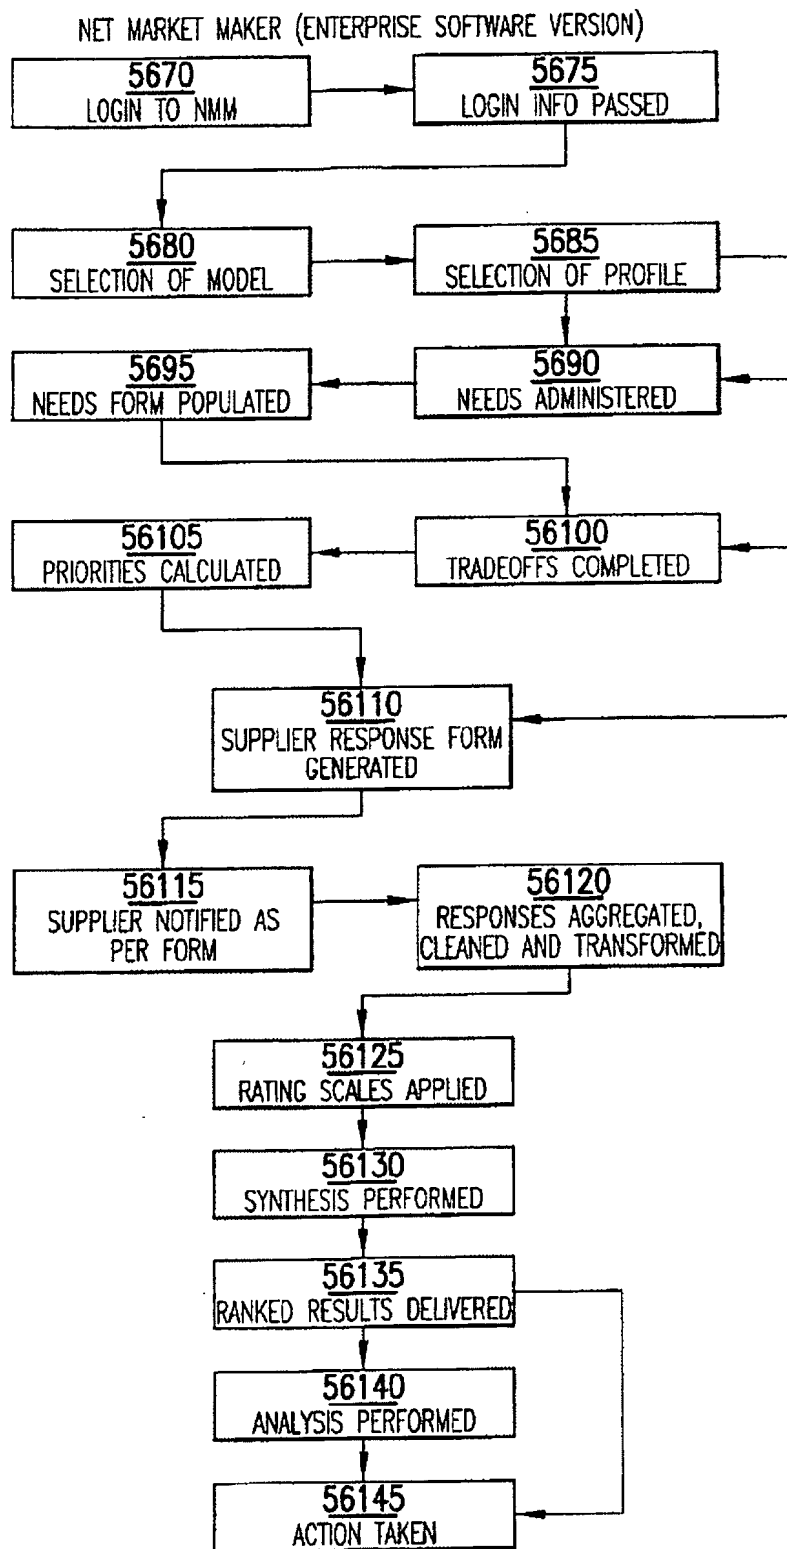 NET MARKET MAKER (ENTERPRISE SOFTWARE VERSION)
5670
LOGIN TO NMM
5675
LOGIN INFO PASSED
5680
SELECTION OF MODEL
5685
SELECTION OF PROFILE
5695
NEEDS FORM POPULATED
5690
NEEDS ADMINISTERED
56105
PRIORITIES CALCULATED
56100
TRADEOFFS COMPLETED
56110
SUPPLIER RESPONSE FORM
GENERATED
56115
SUPPLIER NOTIFIED AS
PER FORM
56120
RESPONSES AGGREGATED,
CLEANED AND TRANSFORMED
56125
RATING SCALES APPLIED
56130
SYNTHESIS PERFORMED
56135
RANKED RESULTS DELIVERED
56140
ANALYSIS PERFORMED
56145
ACTION TAKEN